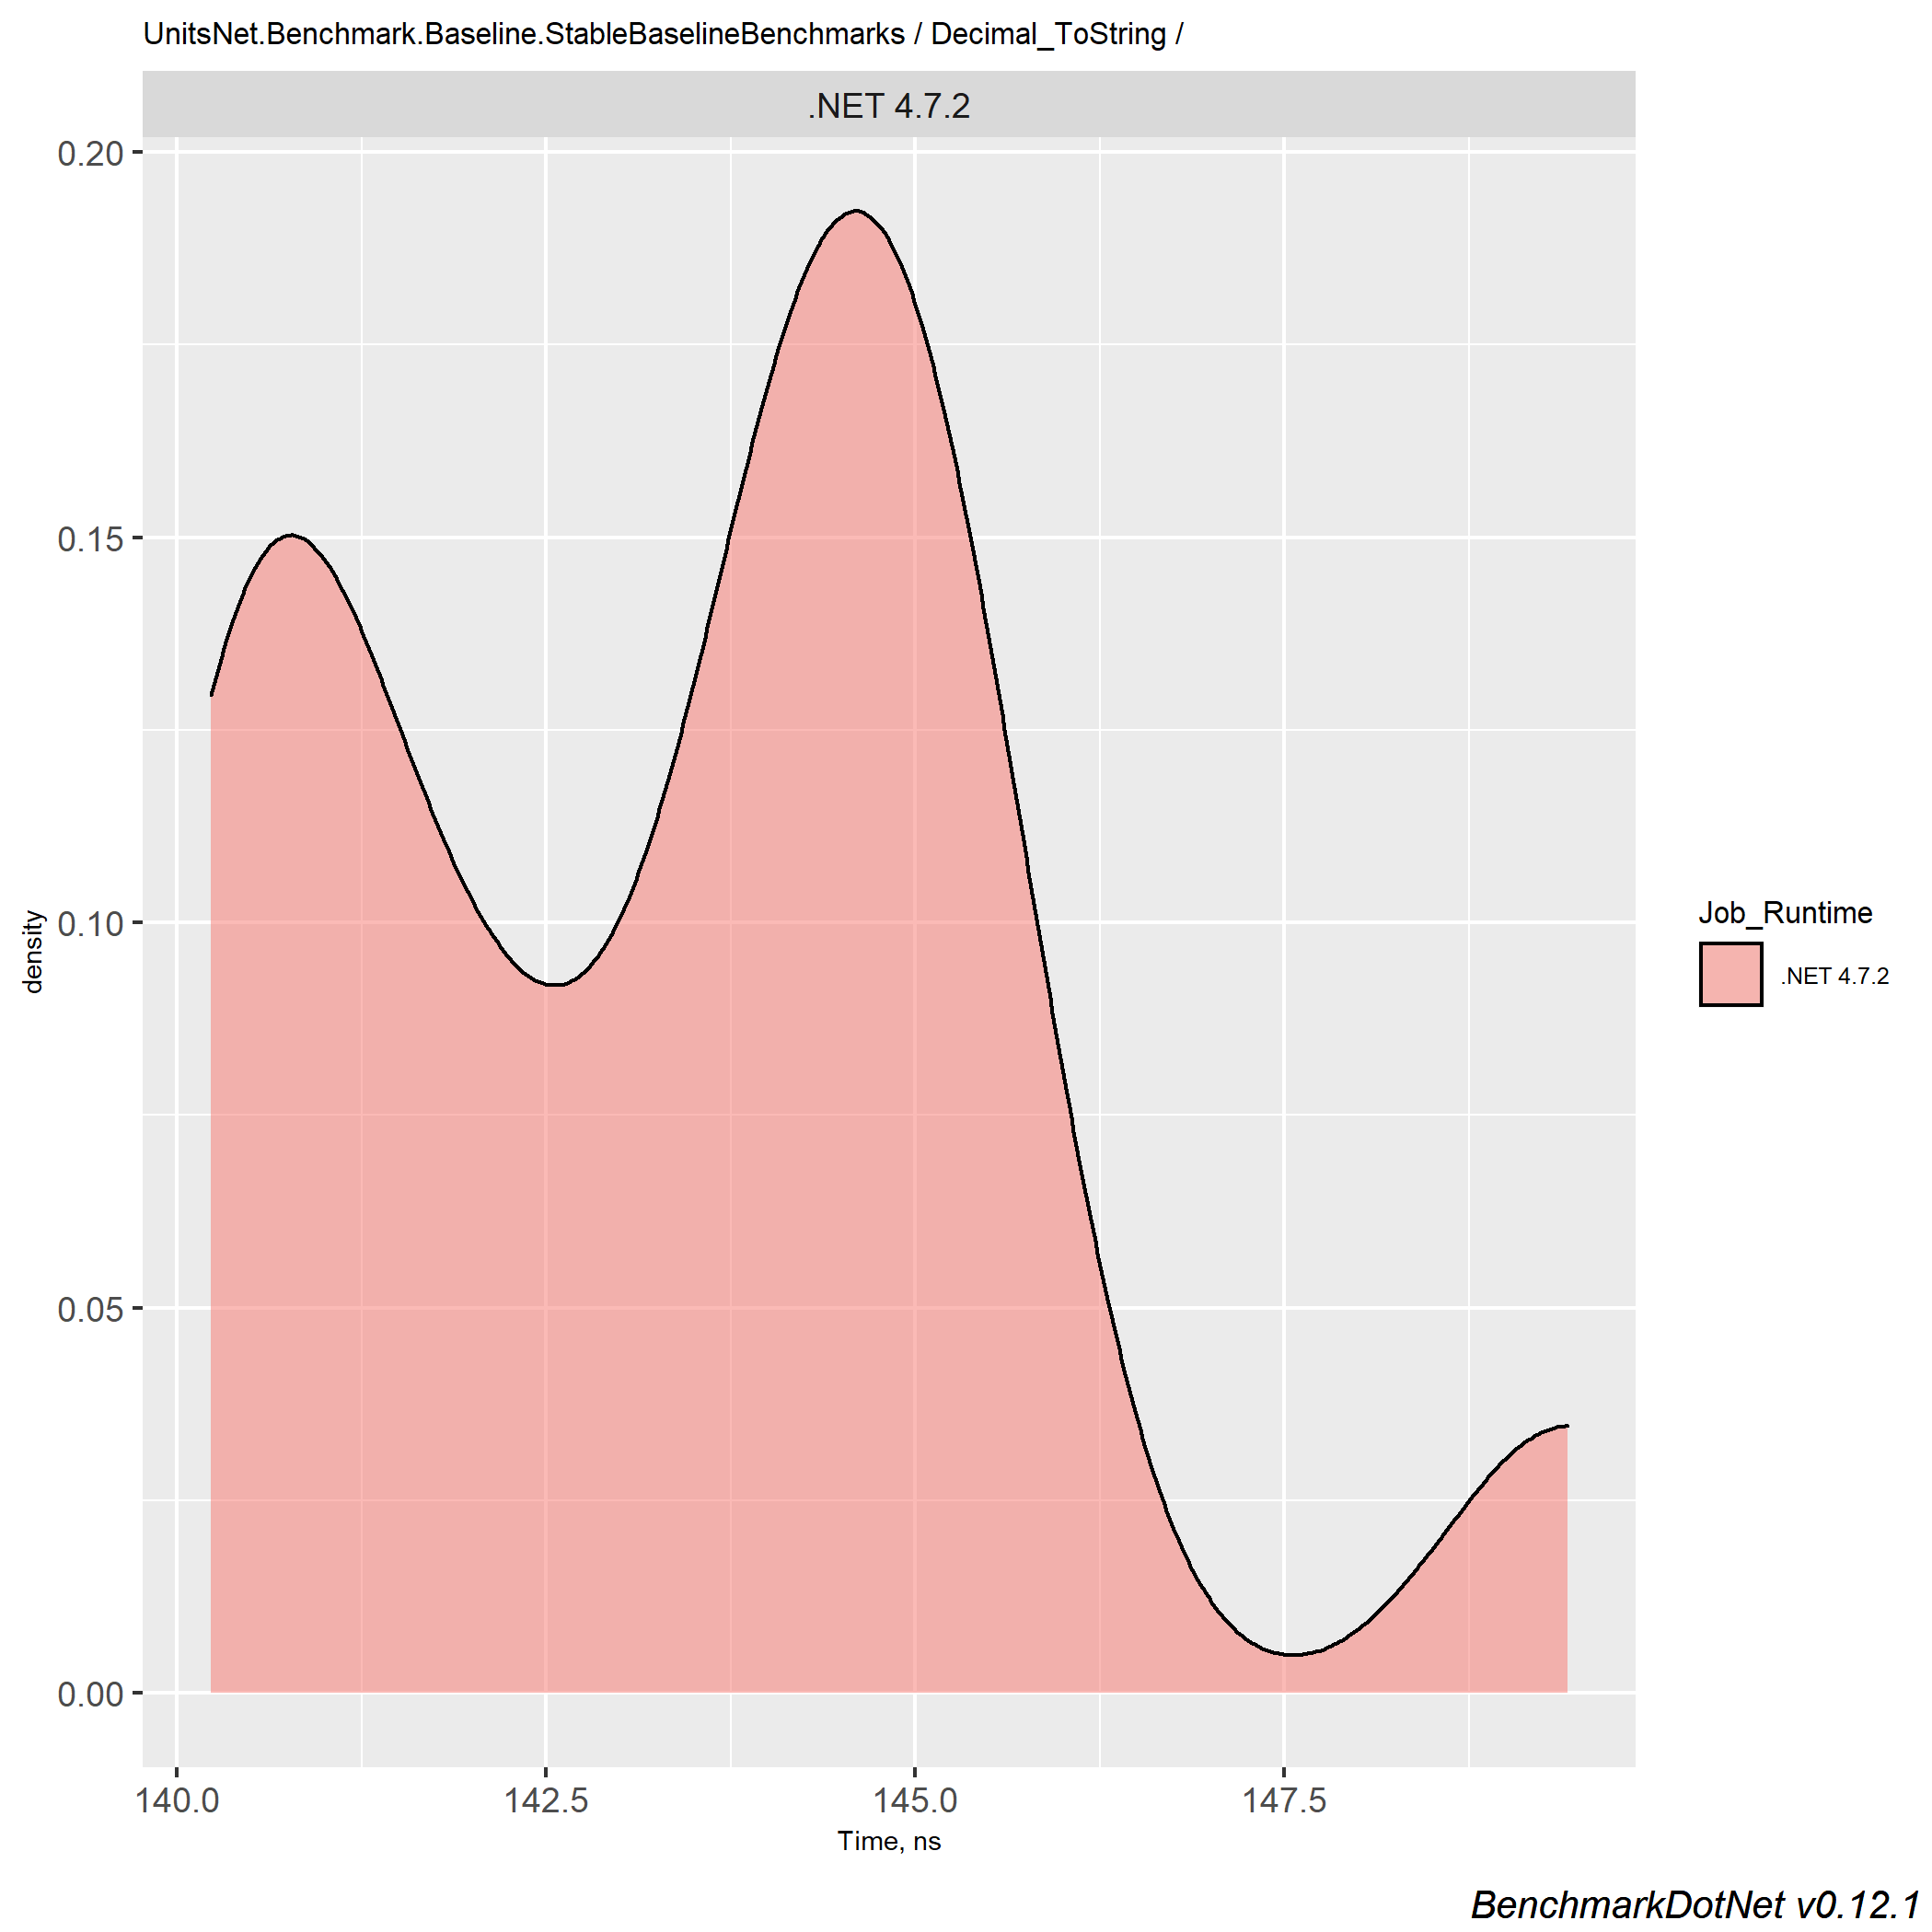 UnitsNet.Benchmark.Baseline.StableBaselineBenchmarks / Decimal_ToString /
.NET 4.7.2
0.20
0.15
0.10
0.05
0.00
density
140.0 142.5 145.0 147.5
Time, ns
Job_Runtime
.NET 4.7.2
BenchmarkDotNet v0.12.1